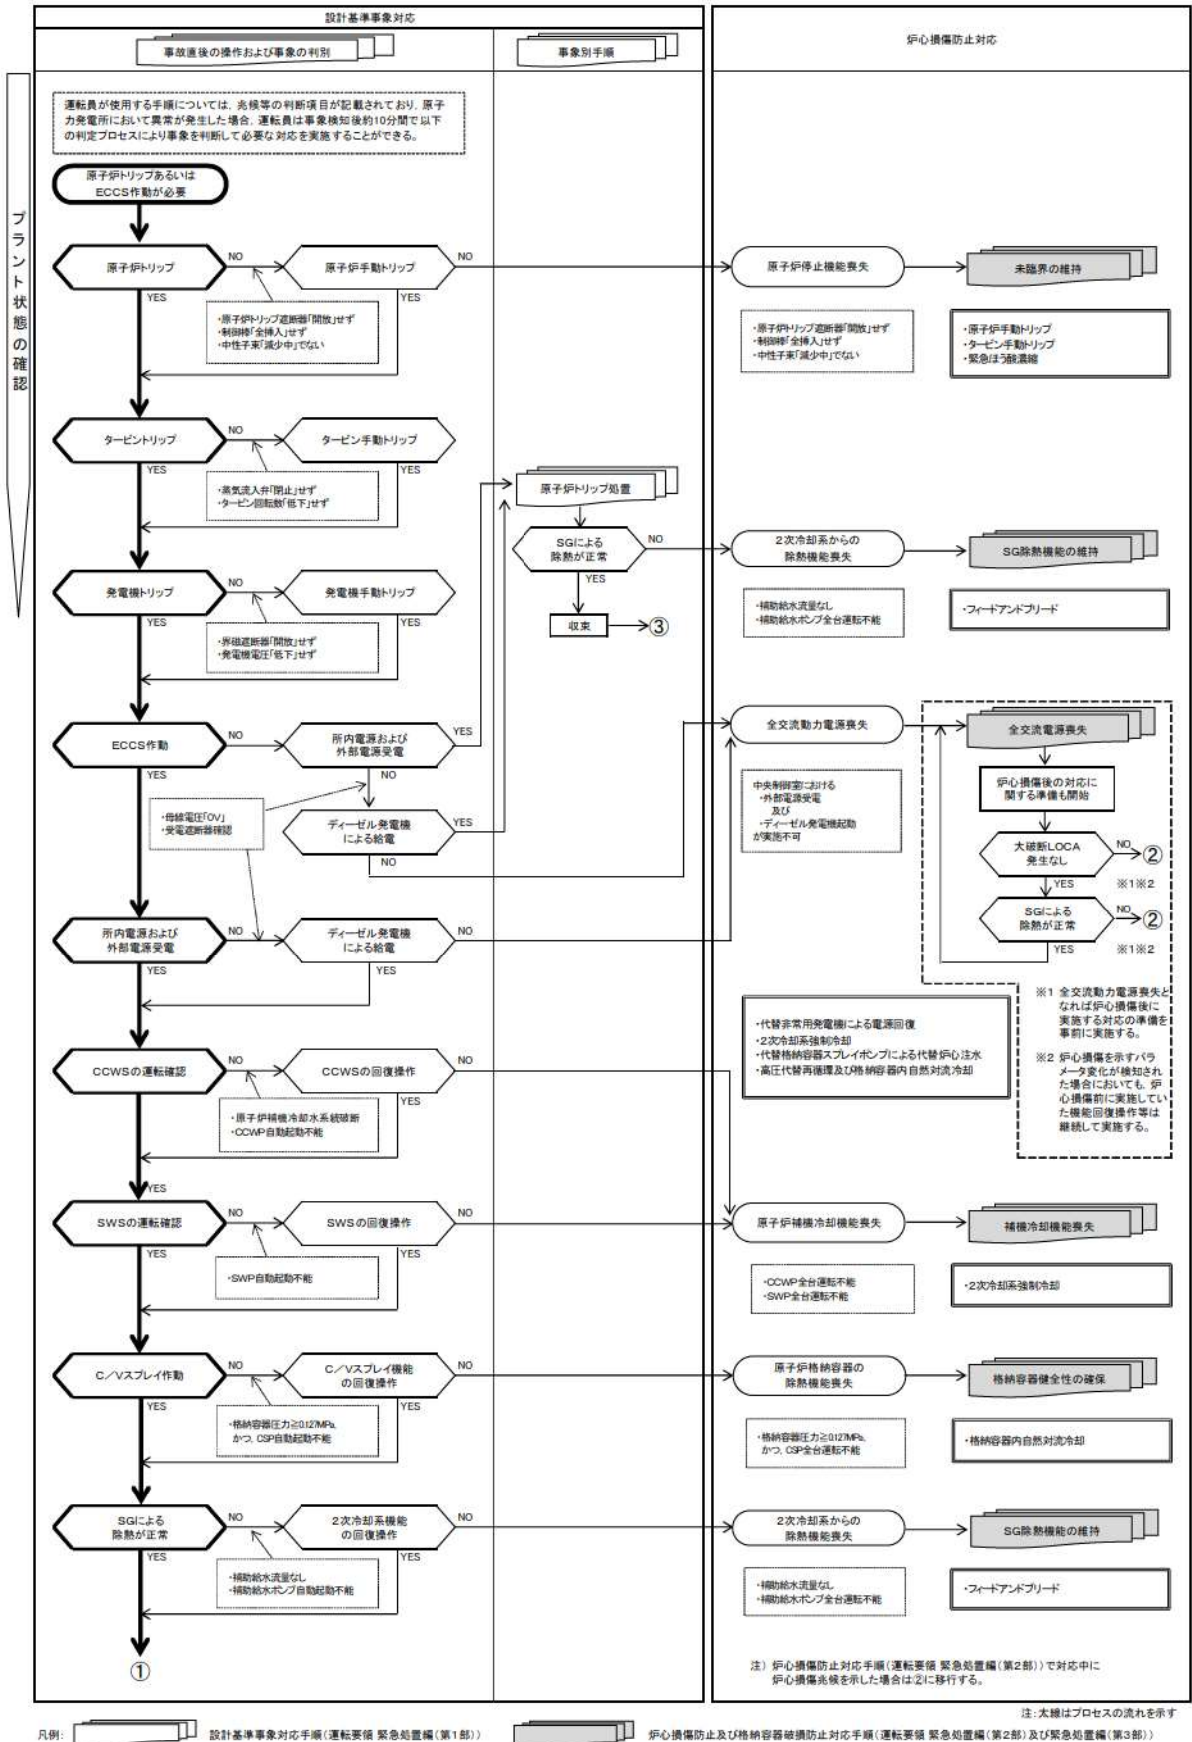 設計基準事象対応
事故直後の操作および事象の判別
事象別手順
炉心損傷防止対応
プラント状態の確認
運転員が使用する手順については，兆候等の判断項目が記載されており，原子
力発電所において異常が発生した場合，運転員は事象検知後約10分間で以下
の判定プロセスにより事象を判断して必要な対応を実施することができる。
原子炉トリップあるいは
ECCS作動が必要
原子炉トリップ
NO
原子炉手動トリップ
NO
原子炉停止機能喪失
未臨界の維持
YES
YES
・原子炉トリップ遮断器「開放」せず
・制御棒「全挿入」せず
・中性子束「減少中」でない
・原子炉トリップ遮断器「開放」せず
・制御棒「全挿入」せず
・中性子束「減少中」でない
・原子炉手動トリップ
・タービン手動トリップ
・緊急ほう酸濃縮
タービントリップ
NO
タービン手動トリップ
YES
YES
・蒸気流入弁「閉止」せず
・タービン回転数「低下」せず
原子炉トリップ処置
SGによる
除熱が正常
NO
YES
収束
③
2次冷却系からの
除熱機能喪失
SG除熱機能の維持
・補助給水流量なし
・補助給水ポンプ全台運転不能
・フィードアンドブリード
発電機トリップ
NO
発電機手動トリップ
YES
YES
・界磁遮断器「開放」せず
・発電機電圧「低下」せず
ECCS作動
NO
所内電源および
外部電源受電
YES
YES
NO
・母線電圧「0V」
・受電遮断器確認
ディーゼル発電機
による給電
YES
NO
全交流動力電源喪失
全交流電源喪失
中央制御室における
・外部電源受電
及び
・ディーゼル発電機起動
が実施不可
炉心損傷後の対応に
関する準備も開始
大破断LOCA
発生なし
NO
②
YES
※1※2
SGによる
除熱が正常
NO
②
YES
※1※2
所内電源および
外部電源受電
NO
ディーゼル発電機
による給電
NO
YES
YES
※1 全交流動力電源喪失と
なれば炉心損傷後に
実施する対応の準備を
事前に実施する。
※2 炉心損傷を示すパラ
メータ変化が検知され
た場合においても，炉
心損傷前に実施してい
た機能回復操作等は
継続して実施する。
・代替非常用発電機による電源回復
・2次冷却系強制冷却
・代替格納容器スプレイポンプによる代替炉心注水
・高圧代替再循環及び格納容器内自然対流冷却
CCWSの運転確認
NO
CCWSの回復操作
NO
YES
・原子炉補機冷却水系統破断
・CCWP自動起動不能
YES
SWSの運転確認
NO
SWSの回復操作
NO
原子炉補機冷却機能喪失
補機冷却機能喪失
YES
YES
・SWP自動起動不能
・CCWP全台運転不能
・SWP全台運転不能
・2次冷却系強制冷却
C／Vスプレイ作動
NO
C／Vスプレイ機能
の回復操作
NO
原子炉格納容器の
除熱機能喪失
格納容器健全性の確保
YES
YES
・格納容器圧力≧0.127MPa，
かつ，CSP自動起動不能
・格納容器圧力≧0.127MPa，
かつ，CSP全台運転不能
・格納容器内自然対流冷却
SGによる
除熱が正常
NO
2次冷却系機能
の回復操作
NO
2次冷却系からの
除熱機能喪失
SG除熱機能の維持
YES
YES
・補助給水流量なし
・補助給水ポンプ自動起動不能
・補助給水流量なし
・補助給水ポンプ全台運転不能
・フィードアンドブリード
①
注） 炉心損傷防止対応手順（運転要領 緊急処置編（第2部））で対応中に
炉心損傷兆候を示した場合は②に移行する。
注：太線はプロセスの流れを示す
凡例：
設計基準事象対応手順（運転要領 緊急処置編（第1部））
炉心損傷防止及び格納容器破損防止対応手順（運転要領 緊急処置編（第2部）及び緊急処置編（第3部））